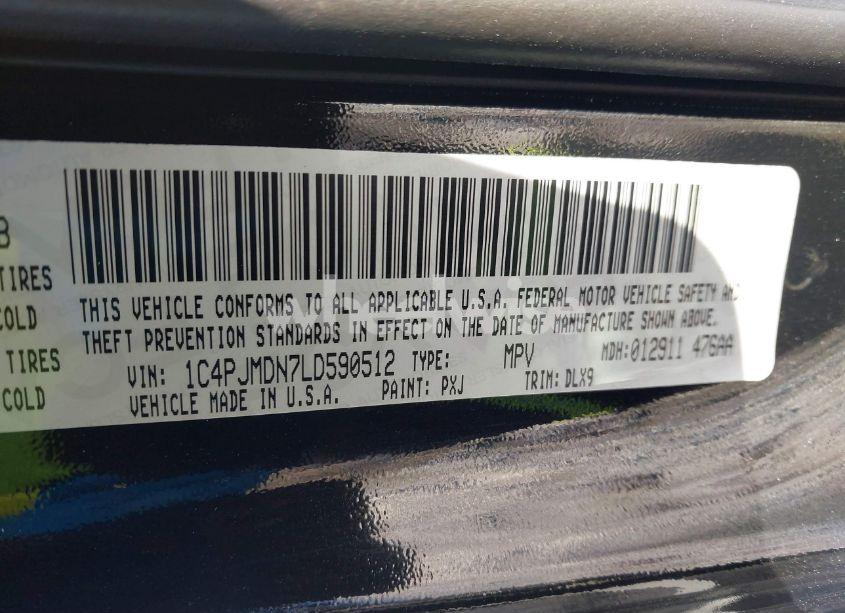 8
TIRES
COLD
TIRES
COLD
THIS VEHICLE CONFORMS TO ALL APPLICABLE U.S.A. FEDERAL MOTOR VEHICLE SAFETY AND
THEFT PREVENTION STANDARDS IN EFFECT ON THE DATE OF MANUFACTURE SHOWN ABOVE.
VIN: 1C4PJMDN7LD590512 TYPE: MPV MDH:012911 476AA
VEHICLE MADE IN U.S.A. PAINT: PXJ TRIM: DLX9